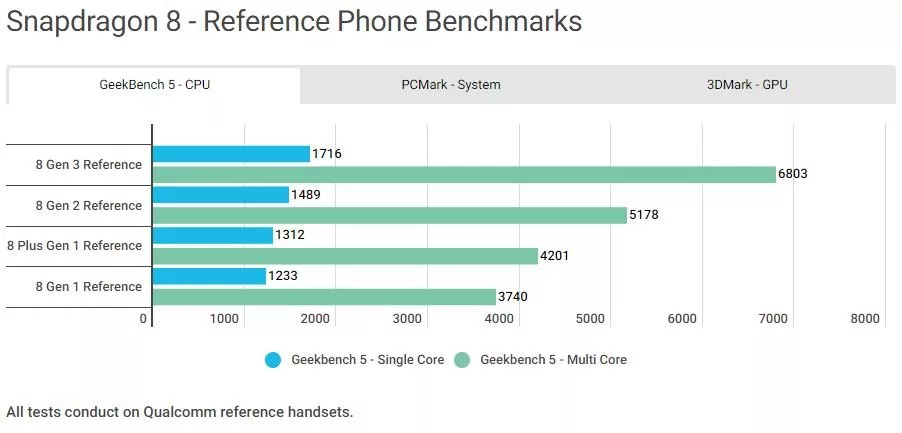 Snapdragon 8 - Reference Phone Benchmarks
GeekBench 5 - CPU PCMark - System 3DMark - GPU
1716
8 Gen 3 Reference 6803
1489
8 Gen 2 Reference 5178
1312
8 Plus Gen 1 Reference 4201
1233
8 Gen 1 Reference 3740
0 1000 2000 3000 4000 5000 6000 7000 8000
Geekbench 5 - Single Core Geekbench 5 - Multi Core
All tests conduct on Qualcomm reference handsets.